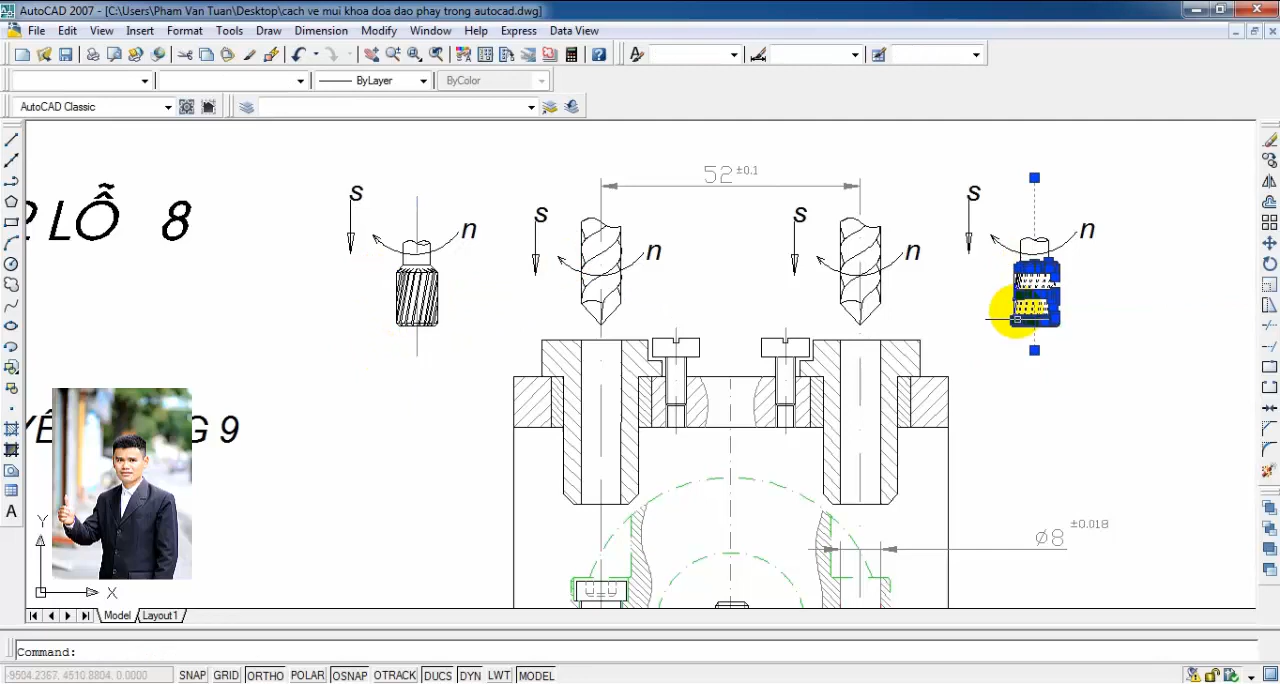 AutoCAD 2007 - [C:\Users\Pham Van Tuan\Desktop\cach ve mui khoa doa dao phay trong autocad.dwg]
File Edit View Insert Format Tools Draw Dimension Modify Window Help Express Data View
ByLayer ByColor
AutoCAD Classic
52 ±0.1
s n s n s n s n
LỖ 8
G 9
⌀8 ±0.018
Y
X
Model Layout1
Command:
-9504.2367, 4510.8804, 0.0000 SNAP GRID ORTHO POLAR OSNAP OTRACK DUCS DYN LWT MODEL